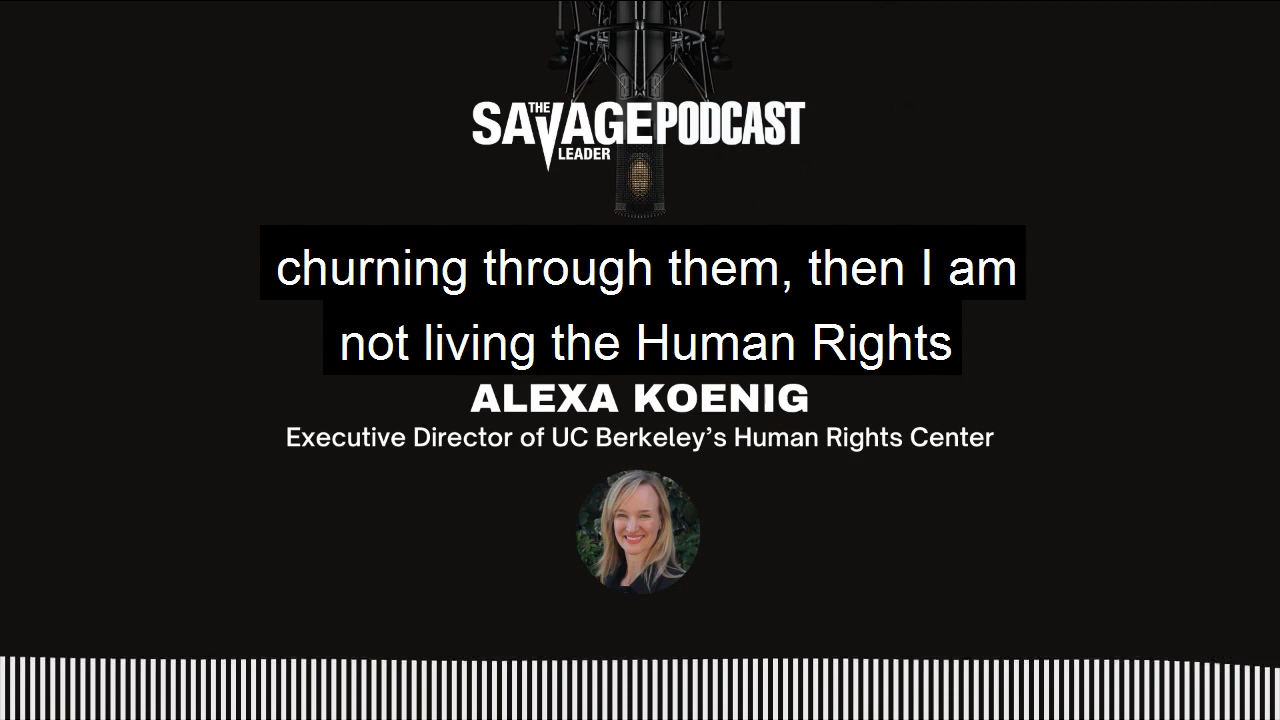 THE SAVAGE PODCAST
LEADER
churning through them, then I am
not living the Human Rights
ALEXA KOENIG
Executive Director of UC Berkeley’s Human Rights Center